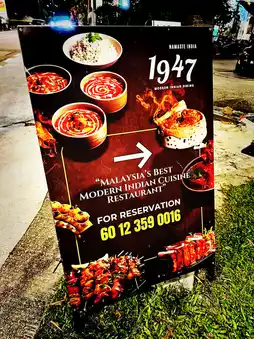 NAMASTE INDIA
1947
MODERN INDIAN DINING
"MALAYSIA'S BEST
MODERN INDIAN CUISINE
RESTAURANT"
FOR RESERVATION
60 12 359 0016